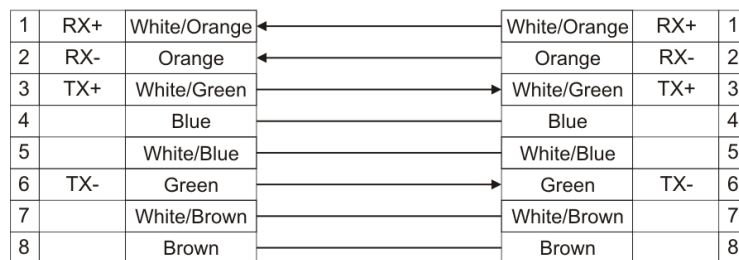 1 RX+ White/Orange White/Orange RX+ 1
2 RX- Orange Orange RX- 2
3 TX+ White/Green White/Green TX+ 3
4 Blue Blue 4
5 White/Blue White/Blue 5
6 TX- Green Green TX- 6
7 White/Brown White/Brown 7
8 Brown Brown 8